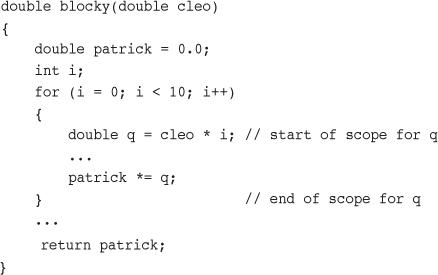 double blocky(double cleo)
{
    double patrick = 0.0;
    int i;
    for (i = 0; i < 10; i++)
    {
        double q = cleo * i; // start of scope for q
        ...
        patrick *= q;
    }                        // end of scope for q
    ...
     return patrick;
}